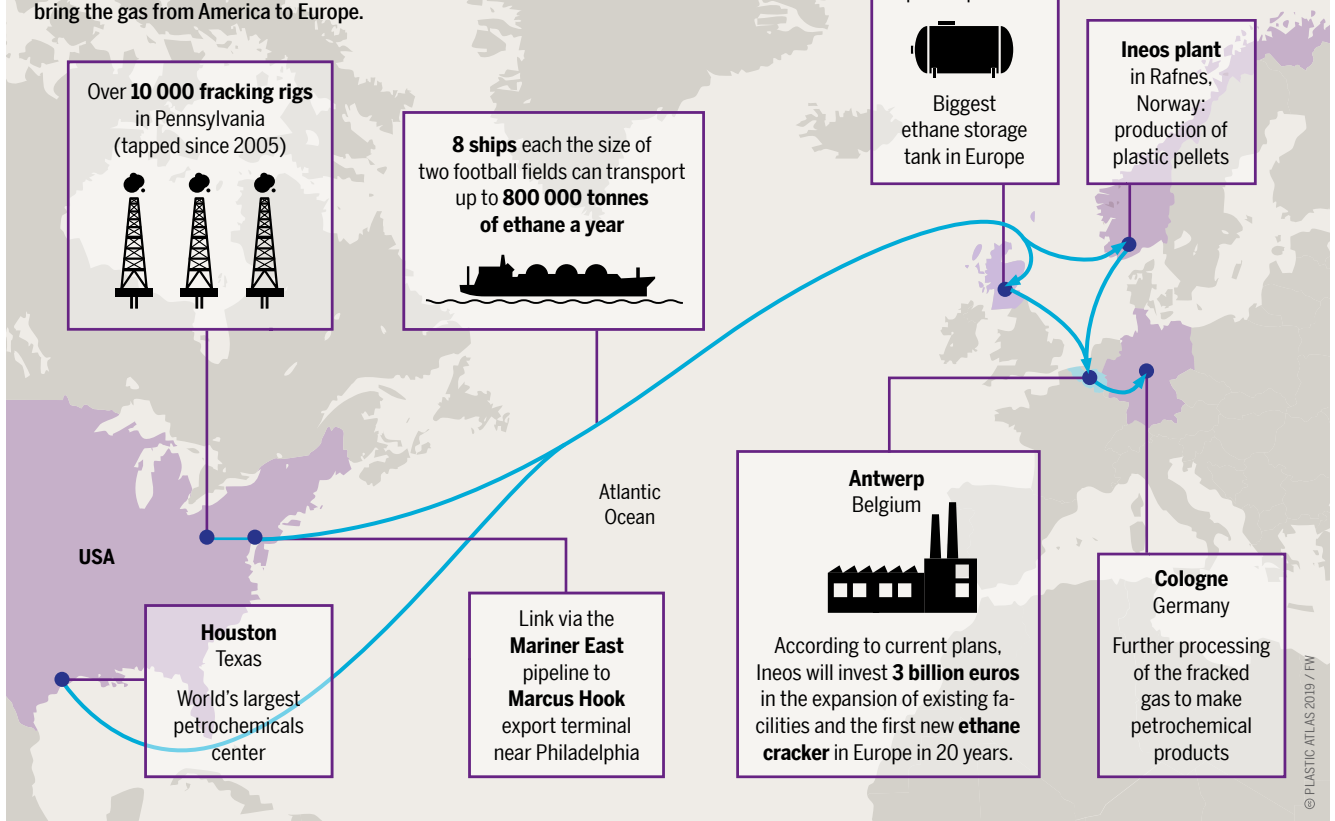 bring the gas from America to Europe.
Over 10 000 fracking rigs
in Pennsylvania
(tapped since 2005)
8 ships each the size of
two football fields can transport
up to 800 000 tonnes
of ethane a year
Biggest
ethane storage
tank in Europe
Ineos plant
in Rafnes,
Norway:
production of
plastic pellets
Atlantic
Ocean
USA
Houston
Texas
World's largest
petrochemicals
center
Link via the
Mariner East
pipeline to
Marcus Hook
export terminal
near Philadelphia
Antwerp
Belgium
According to current plans,
Ineos will invest 3 billion euros
in the expansion of existing fa-
cilities and the first new ethane
cracker in Europe in 20 years.
Cologne
Germany
Further processing
of the fracked
gas to make
petrochemical
products
PLASTIC ATLAS 2019 / FW